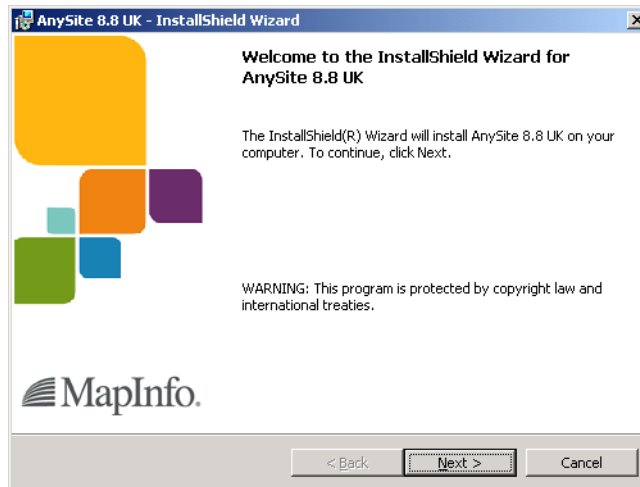 AnySite 8.8 UK - InstallShield Wizard
Welcome to the InstallShield Wizard for
AnySite 8.8 UK
The InstallShield(R) Wizard will install AnySite 8.8 UK on your
computer. To continue, click Next.
WARNING: This program is protected by copyright law and
international treaties.
MapInfo.
< Back
Next >
Cancel